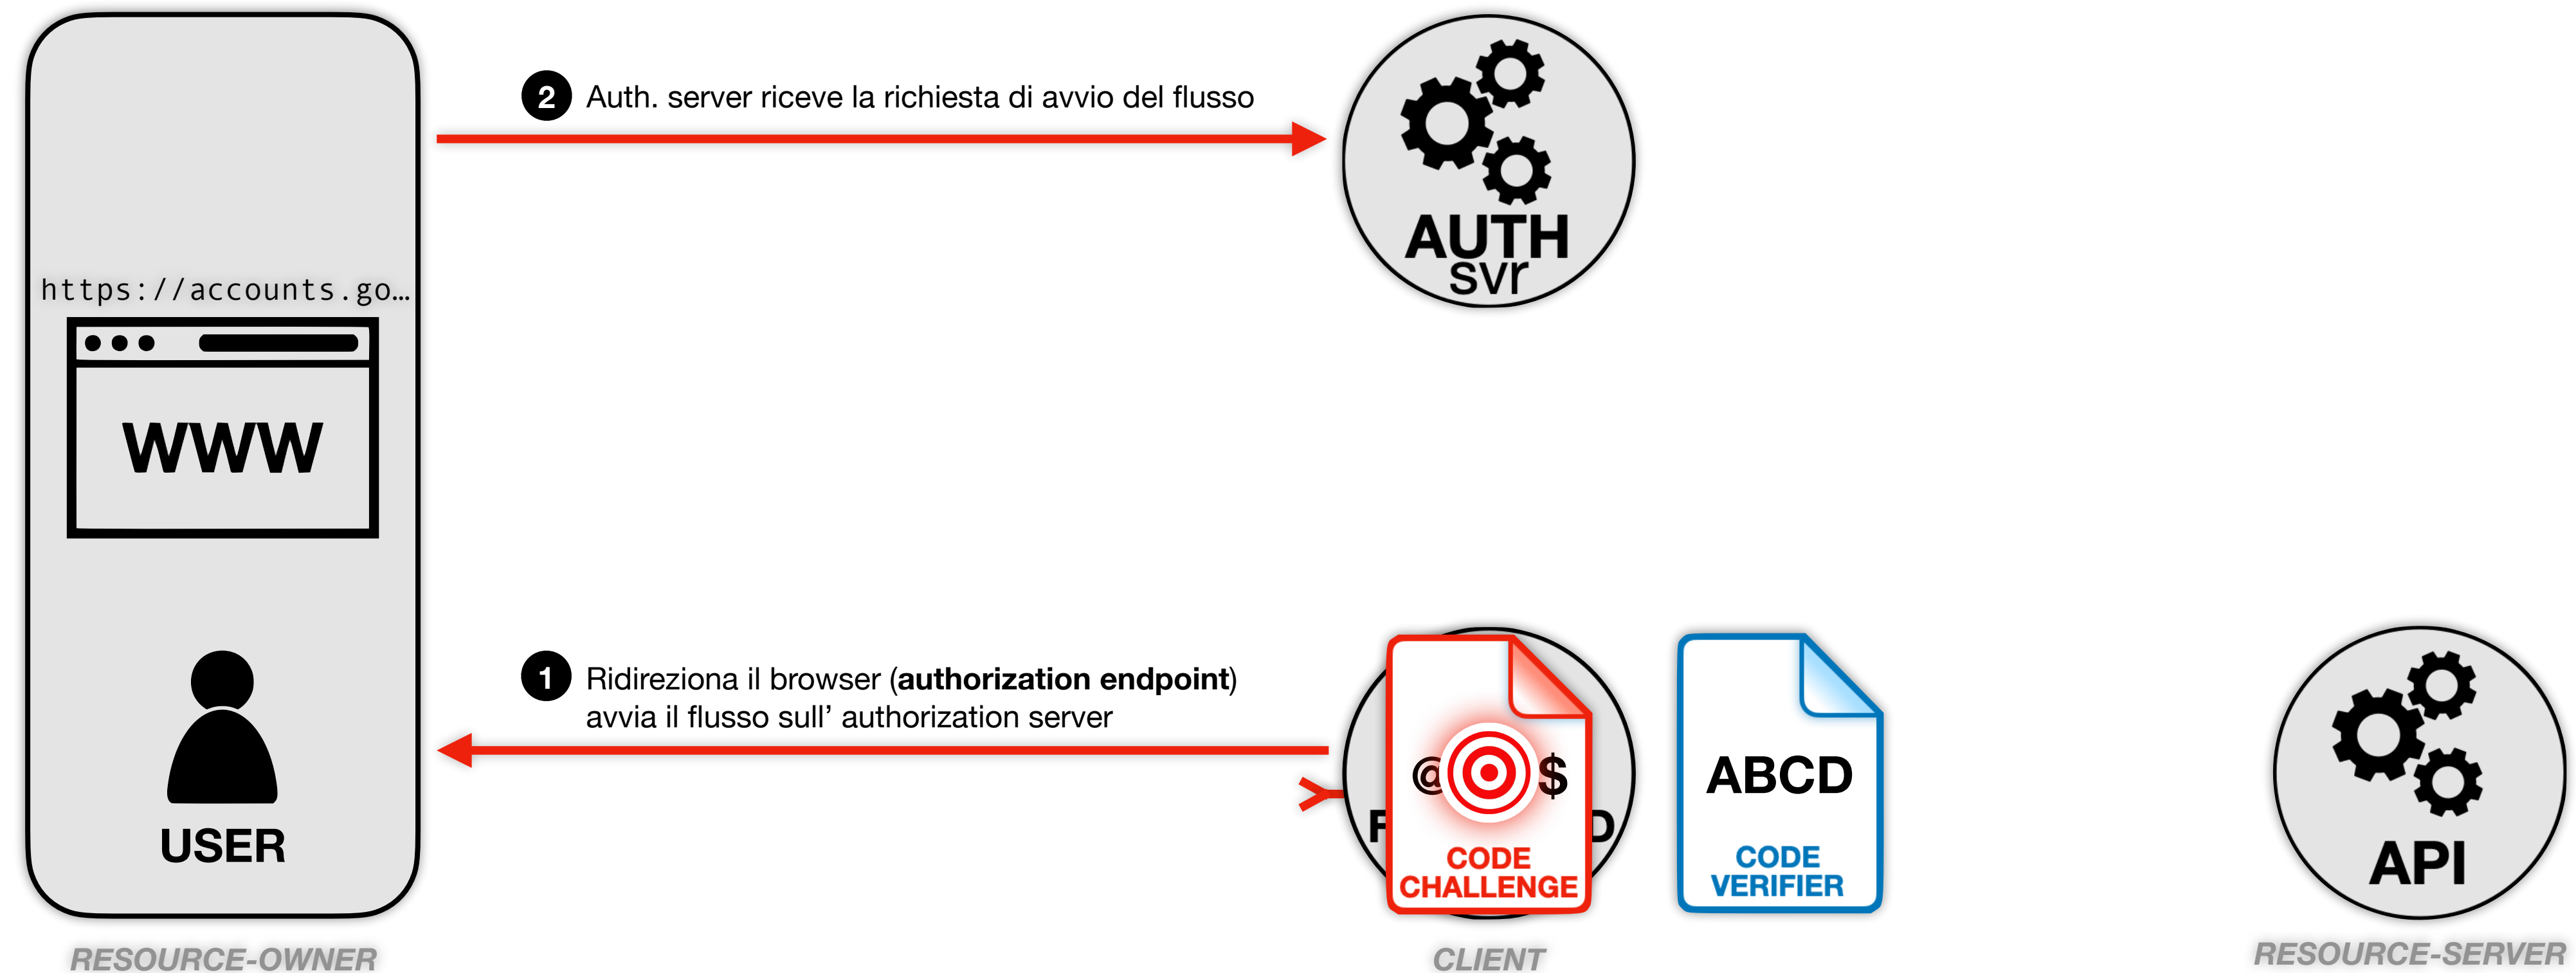 2 Auth. server riceve la richiesta di avvio del flusso
AUTH
svr
https://accounts.go…
WWW
1 Ridireziona il browser (authorization endpoint)
avvia il flusso sull’ authorization server
USER
@ $
F D
CODE
CHALLENGE
ABCD
CODE
VERIFIER
API
RESOURCE-OWNER
CLIENT
RESOURCE-SERVER